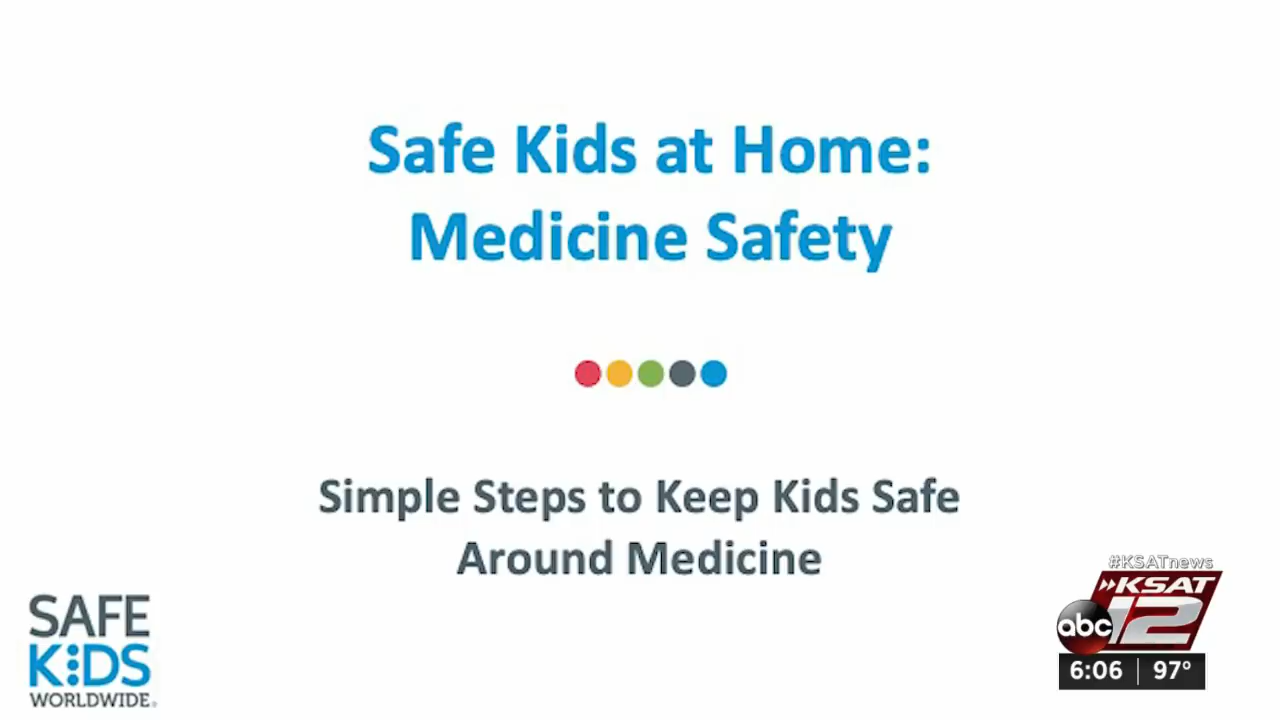 Safe Kids at Home:
Medicine Safety
Simple Steps to Keep Kids Safe
Around Medicine
SAFE
KIDS
WORLDWIDE®
#KSATnews
KSAT
abc 12
6:06 97°